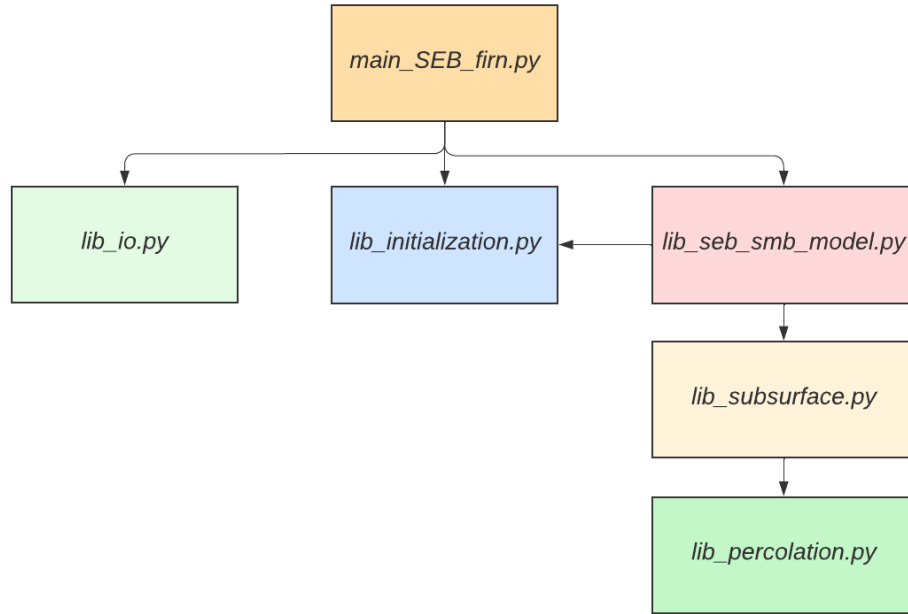 main_SEB_firn.py
lib_io.py
lib_initialization.py
lib_seb_smb_model.py
lib_subsurface.py
lib_percolation.py